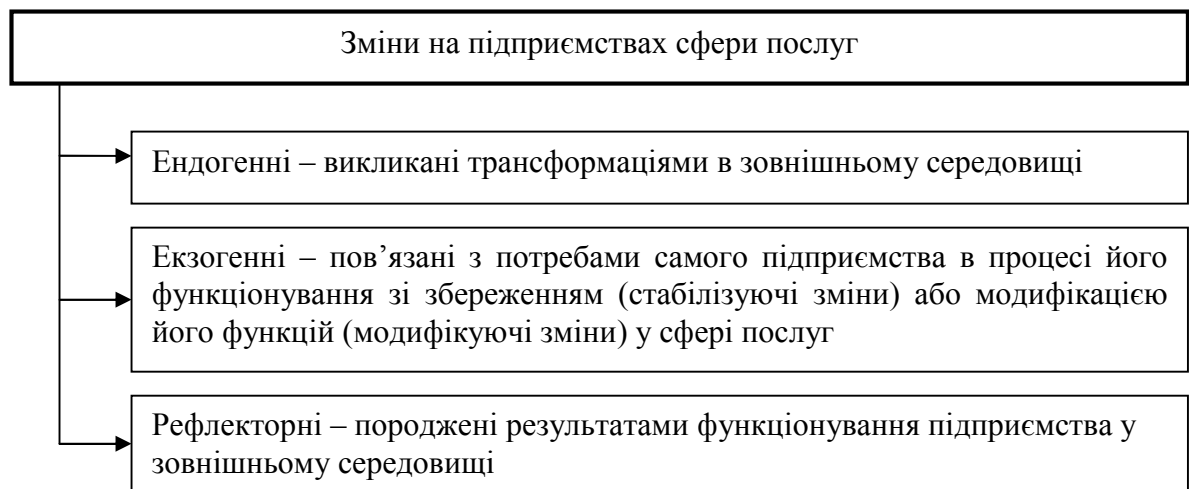 Зміни на підприємствах сфери послуг
Ендогенні – викликані трансформаціями в зовнішньому середовищі
Екзогенні – пов’язані з потребами самого підприємства в процесі його
функціонування зі збереженням (стабілізуючі зміни) або модифікацією
його функцій (модифікуючі зміни) у сфері послуг
Рефлекторні – породжені результатами функціонування підприємства у
зовнішньому середовищі